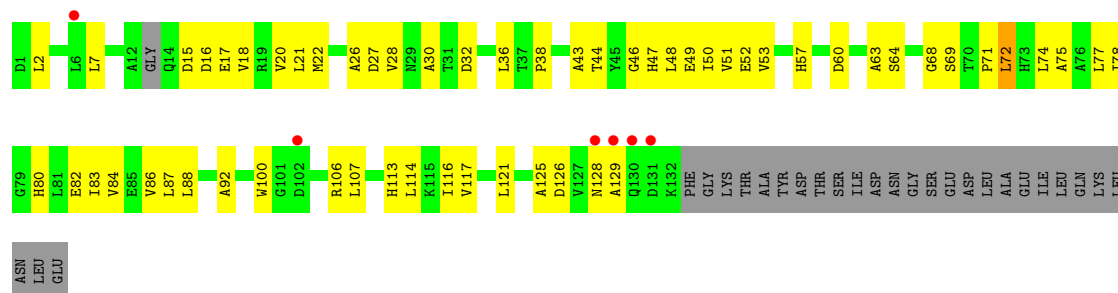 D1 L2 L6 L7 A12 GLY Q14 D15 D16 E17 V18 R19 V20 L21 M22 A26 D27 V28 N29 A30 T31 D32 L36 T37 P38 A43 T44 Y45 G46 H47 L48 E49 I50 V51 E52 V53 H57 D60 A63 S64 G68 S69 T70 P71 L72 H73 L74 A75 A76 L77 I78
G79 H80 L81 E82 I83 V84 E85 V86 L87 L88 A92 W100 G101 D102 R106 L107 H113 L114 K115 I116 V117 L121 A125 D126 V127 N128 A129 Q130 D131 K132 PHE GLY LYS THR ALA TYR ASP THR SER ILE ASP ASN GLY SER GLU ASP LEU ALA GLU ILE LEU GLN LYS LEU
ASN LEU GLU